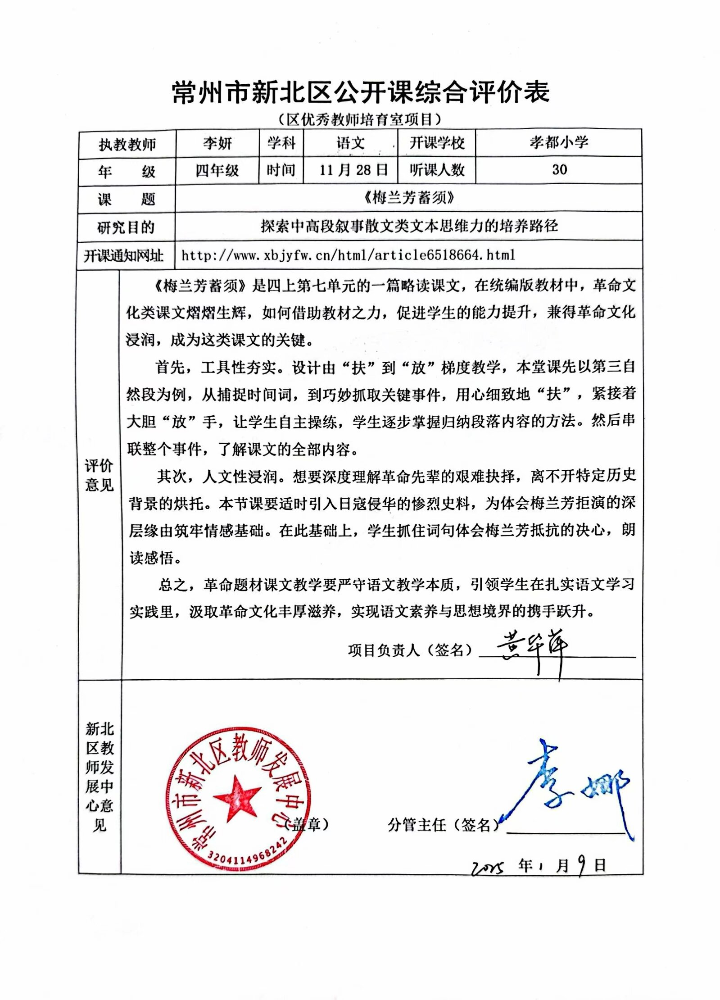 常州市新北区公开课综合评价表
（区优秀教师培育室项目）
执教教师 李妍 学科 语文 开课学校 孝都小学
年 级 四年级 时间 11月28日 听课人数 30
课 题 《梅兰芳蓄须》
研究目的 探索中高段叙事散文类文本思维力的培养路径
开课通知网址 http://www.xbjyfw.cn/html/article6518664.html
评价
意见
《梅兰芳蓄须》是四上第七单元的一篇略读课文，在统编版教材中，革命文
化类课文熠熠生辉，如何借助教材之力，促进学生的能力提升，兼得革命文化
浸润，成为这类课文的关键。
首先，工具性夯实。设计由“扶”到“放”梯度教学，本堂课先以第三自
然段为例，从捕捉时间词，到巧妙抓取关键事件，用心细致地“扶”，紧接着
大胆“放”手，让学生自主操练，学生逐步掌握归纳段落内容的方法。然后串
联整个事件，了解课文的全部内容。
其次，人文性浸润。想要深度理解革命先辈的艰难抉择，离不开特定历史
背景的烘托。本节课要适时引入日寇侵华的惨烈史料，为体会梅兰芳拒演的深
层缘由筑牢情感基础。在此基础上，学生抓住词句体会梅兰芳抵抗的决心，朗
读感悟。
总之，革命题材课文教学要严守语文教学本质，引领学生在扎实语文学习
实践里，汲取革命文化丰厚滋养，实现语文素养与思想境界的携手跃升。
项目负责人（签名） 黄华萍
新北
区教
师发
展中
心意
见
常州市新北区教师发展中心
3204114968242
（盖章） 分管主任（签名） 李娜
2025 年 1 月 9 日